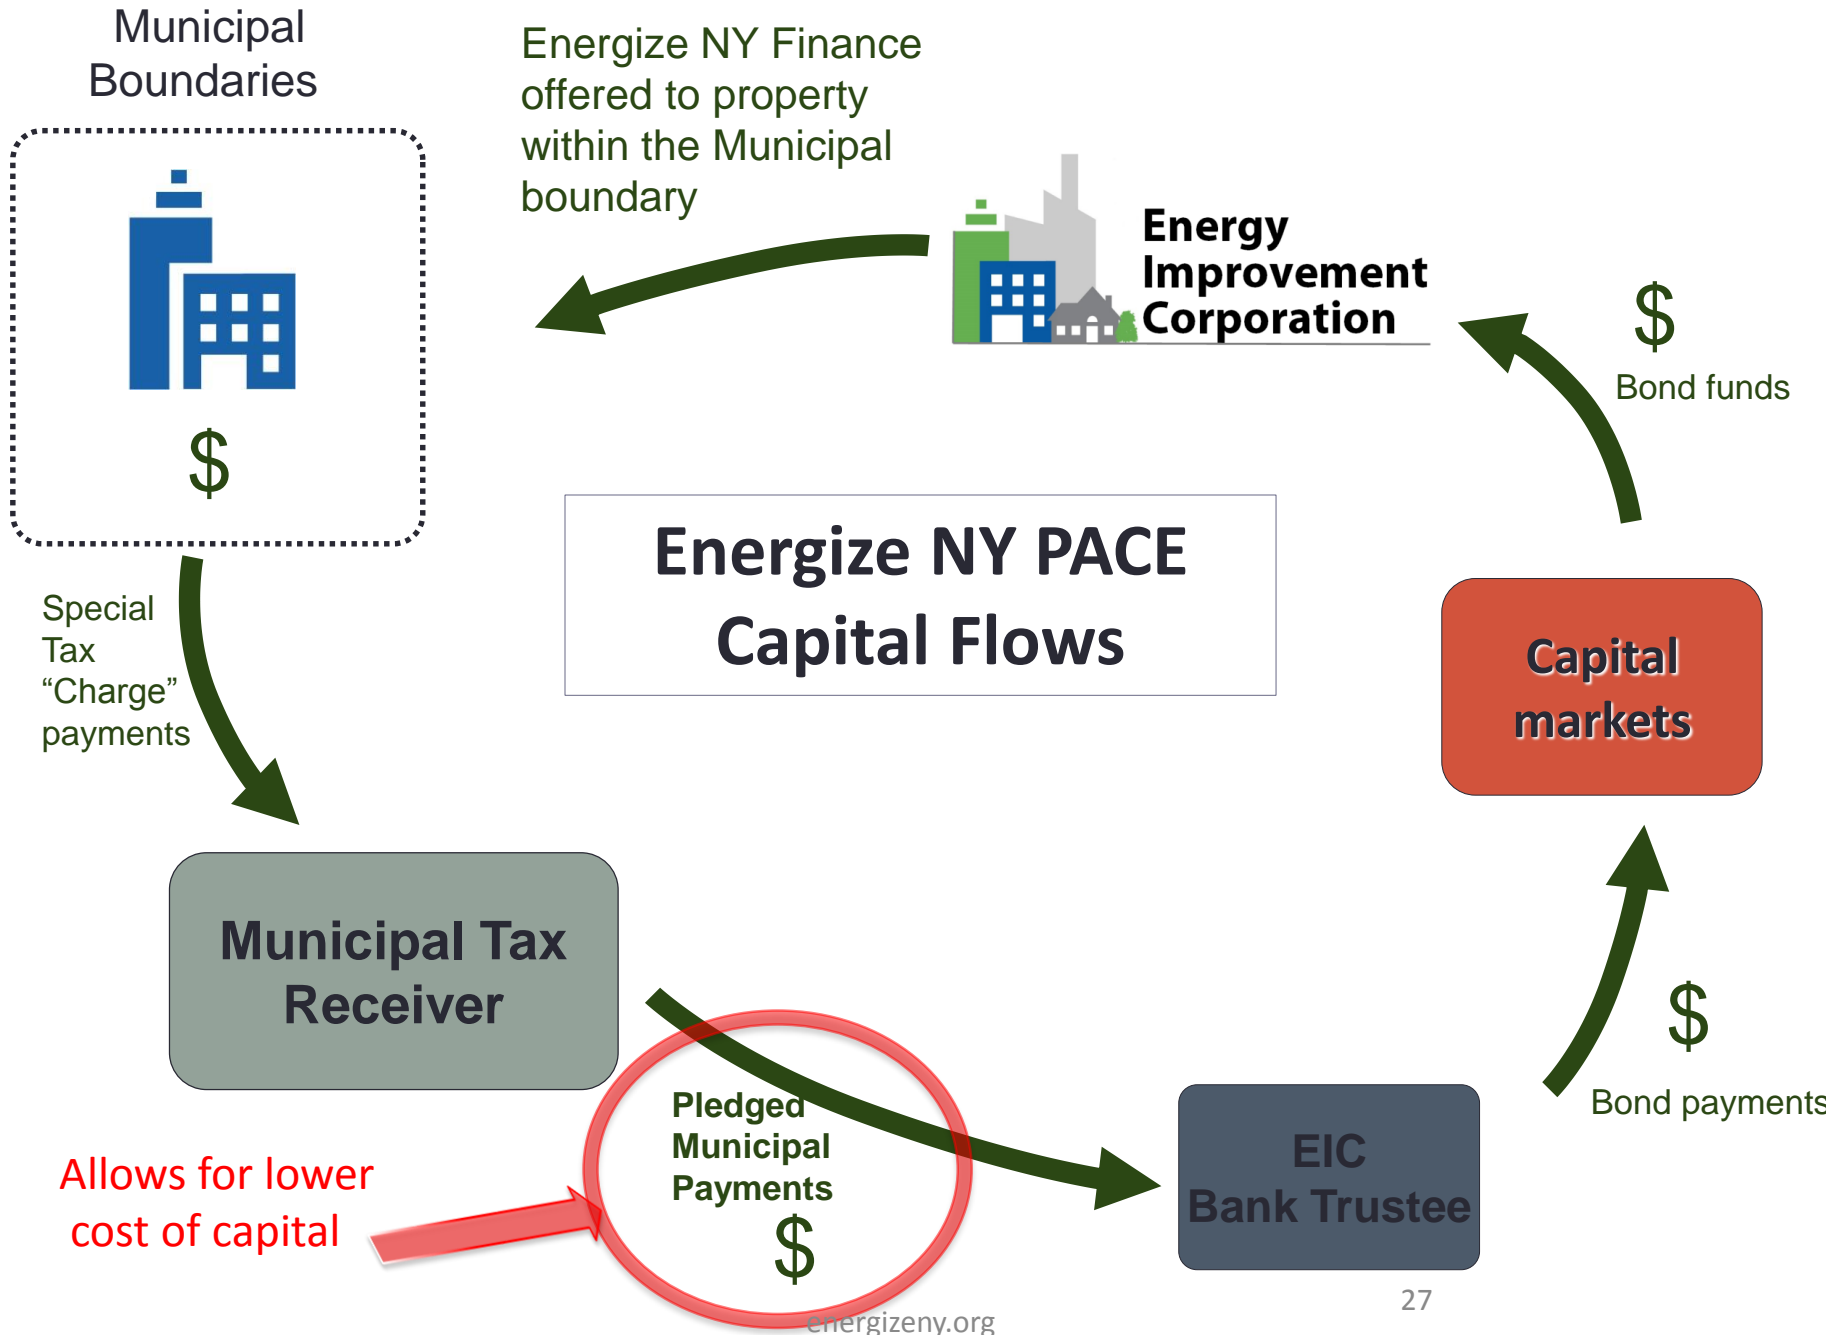 Municipal
Boundaries
Energize NY Finance
offered to property
within the Municipal
boundary
Energy
Improvement
Corporation
$
Bond funds
$
Energize NY PACE
Capital Flows
Special
Tax
“Charge”
payments
Capital
markets
Municipal Tax
Receiver
$
Bond payments
Pledged
Municipal
Payments
$
EIC
Bank Trustee
Allows for lower
cost of capital
27
energizeny.org